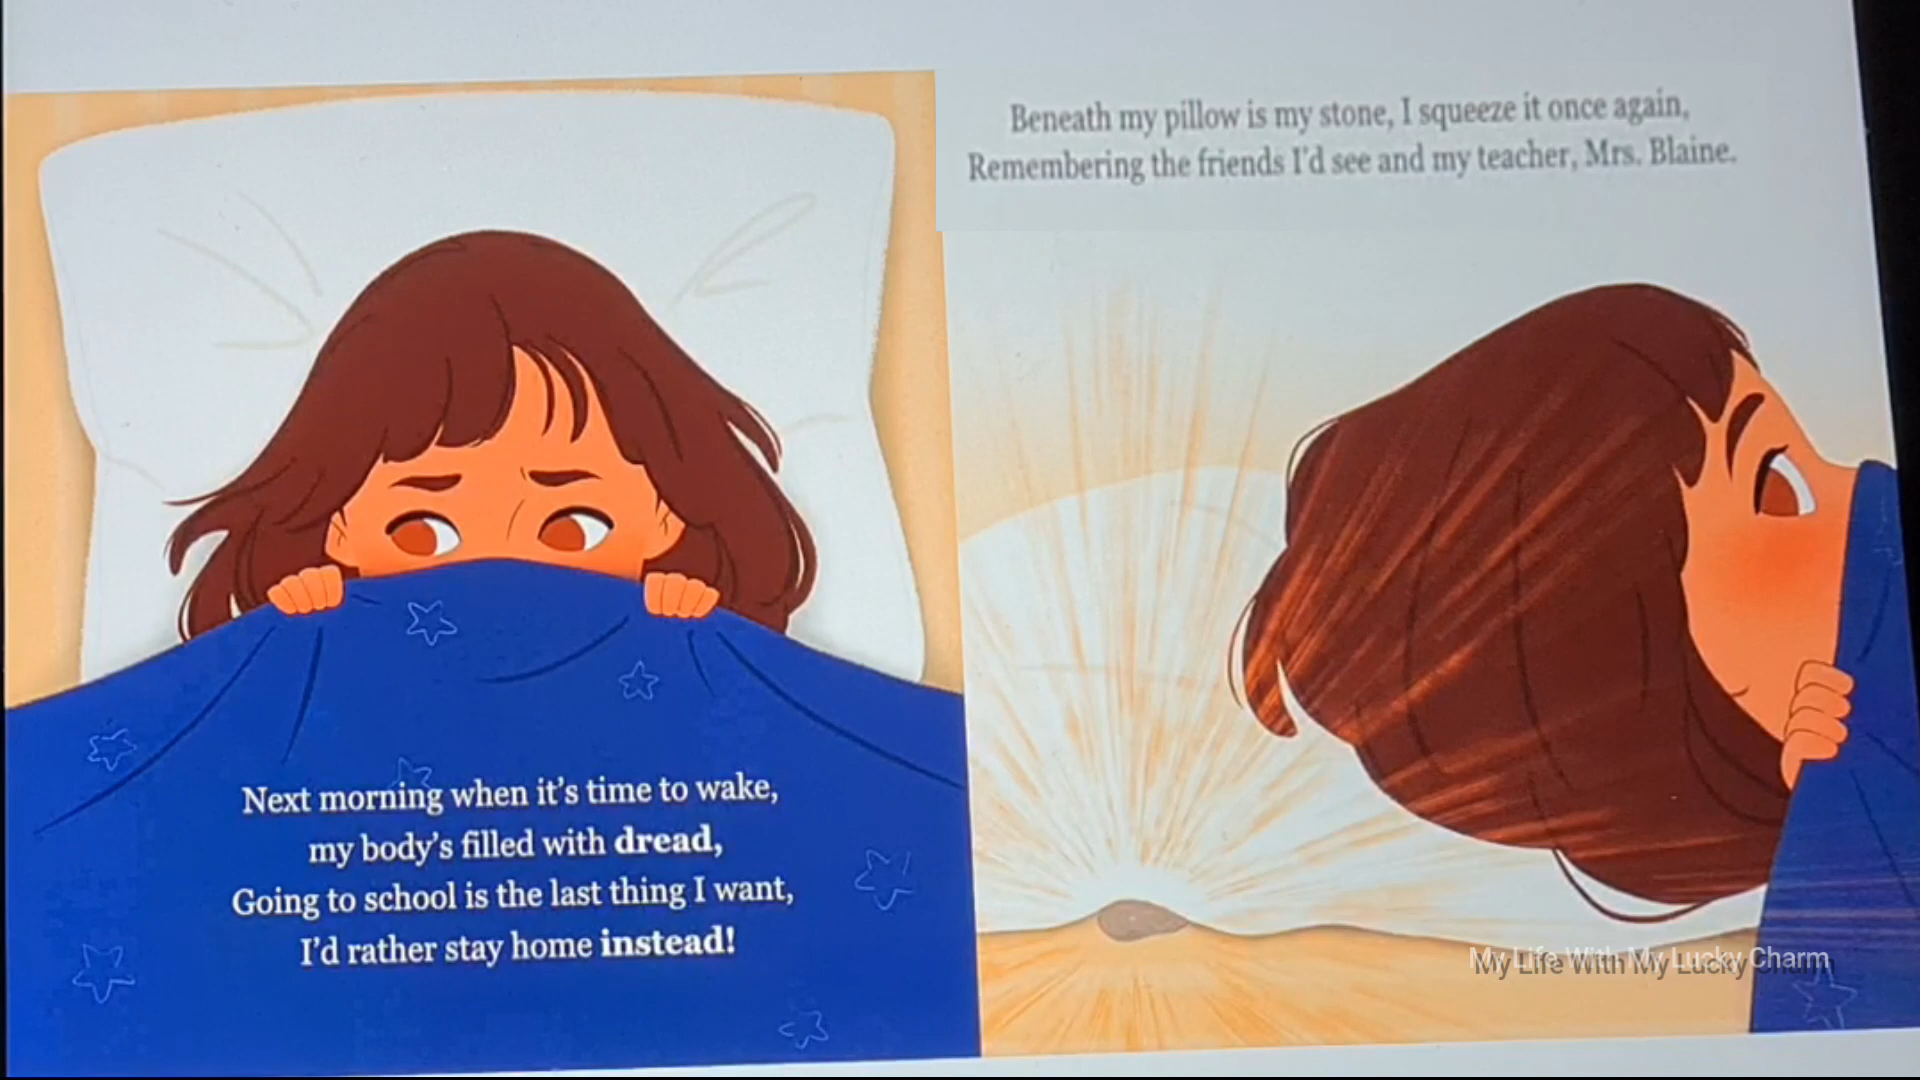 Next morning when it's time to wake,
my body's filled with dread,
Going to school is the last thing I want,
I'd rather stay home instead!
Beneath my pillow is my stone, I squeeze it once again,
Remembering the friends I'd see and my teacher, Mrs. Blaine.
My Life With My Lucky Charm